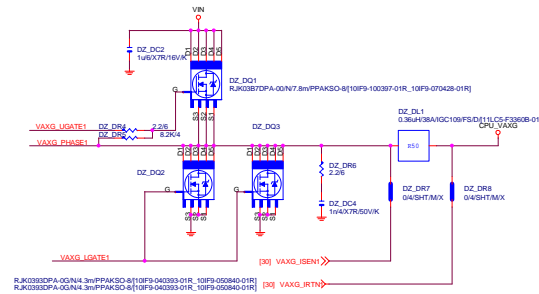 VIN
DZ_DC2
1u/6/X7R/16V/K
D1 D2 D3 D4 D5
DZ_DQ1
RJK03B7DPA-00/N/7.8m/PPAKSO-8/[10IF9-100397-01R_10IF9-070428-01R]
G
S3 S2 S1
DZ_DL1
0.36uH/38A/IGC109/FS/D/[11LC5-F3360B-01
CPU_VAXG
VAXG_UGATE1
DZ_DR4
2.2/6
DZ_DR5
8.2K/4
VAXG_PHASE1
DZ_DQ3
R50
D1 D2 D3 D4 D5
D1 D2 D3 D4 D5
DZ_DQ2
DZ_DR6
2.2/6
G
G
DZ_DR7
0/4/SHT/M/X
DZ_DR8
0/4/SHT/M/X
DZ_DC4
1n/4/X7R/50V/K
S3 S2 S1
S3 S2 S1
VAXG_LGATE1
[30] VAXG_ISEN1
RJK0393DPA-0G/N/4.3m/PPAKSO-8/[10IF9-040393-01R_10IF9-050840-01R]
RJK0393DPA-0G/N/4.3m/PPAKSO-8/[10IF9-040393-01R_10IF9-050840-01R]
[30] VAXG_IRTN